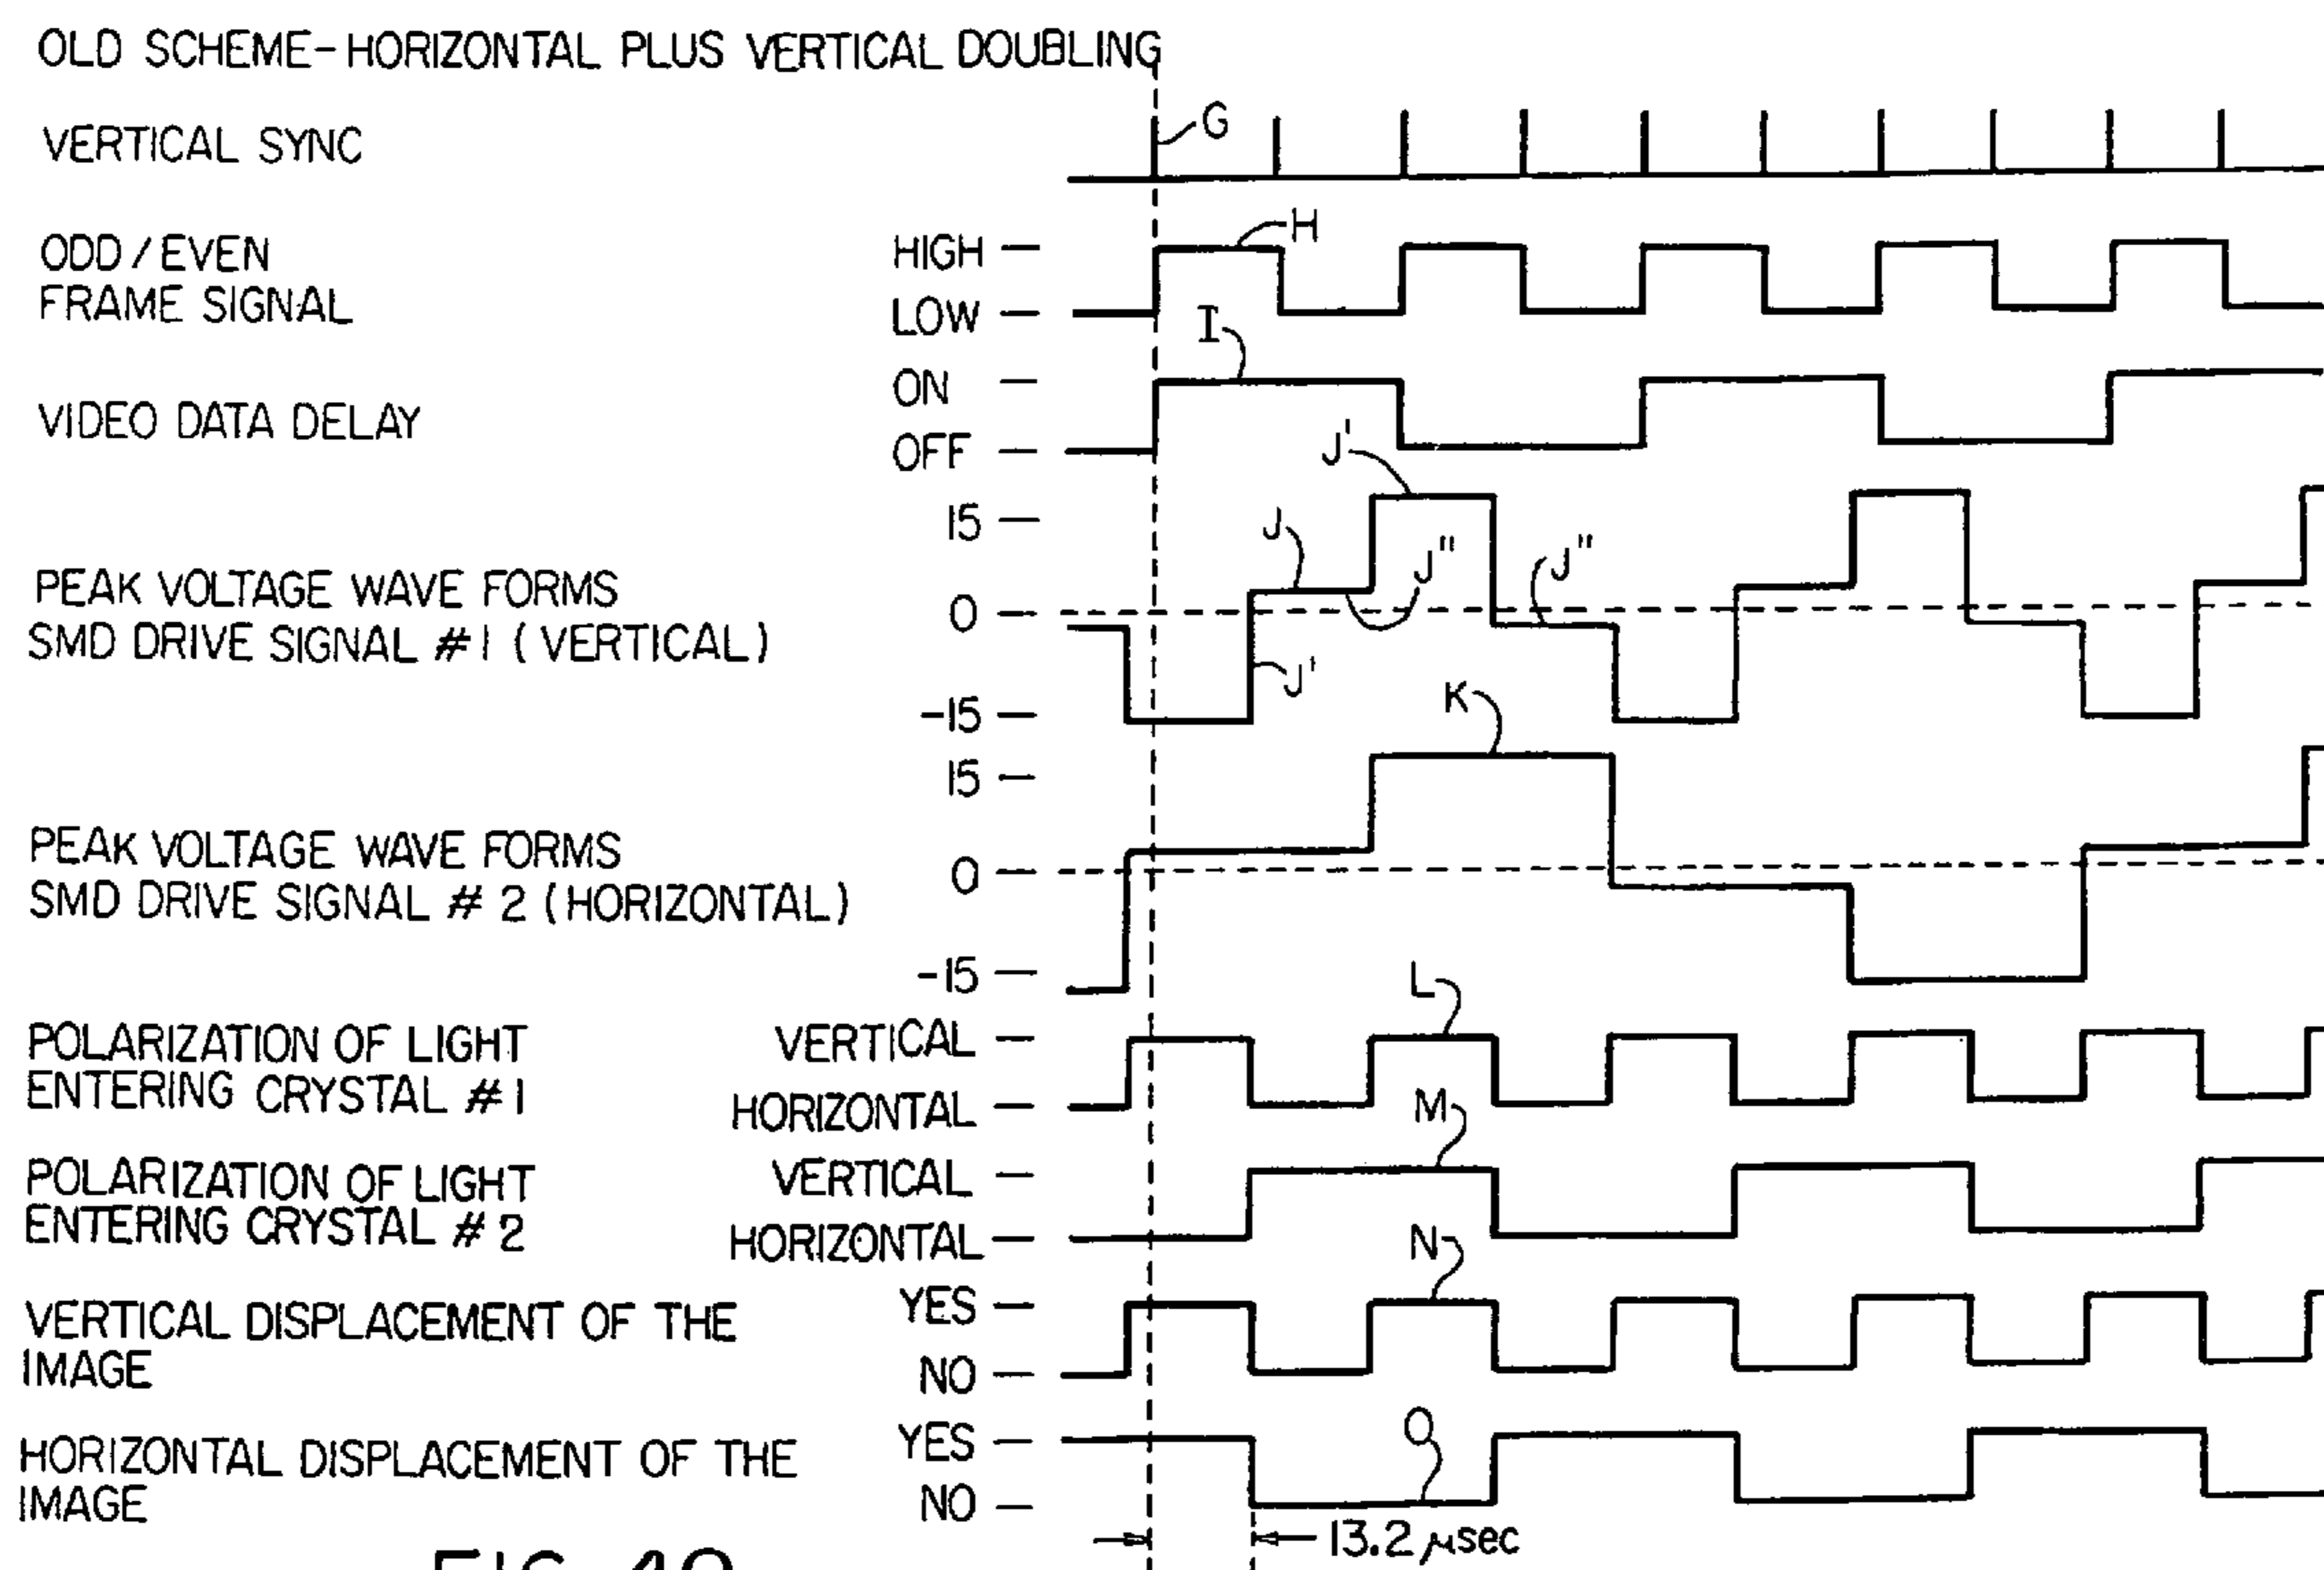 OLD SCHEME-HORIZONTAL PLUS VERTICAL DOUBLING
VERTICAL SYNC
G
ODD/EVEN
FRAME SIGNAL
HIGH
LOW
H
VIDEO DATA DELAY
ON
OFF
I
PEAK VOLTAGE WAVE FORMS
SMD DRIVE SIGNAL #1 (VERTICAL)
15
0
-15
J
J'
J"
J"
J'
PEAK VOLTAGE WAVE FORMS
SMD DRIVE SIGNAL #2 (HORIZONTAL)
15
0
-15
K
POLARIZATION OF LIGHT
ENTERING CRYSTAL #1
VERTICAL
HORIZONTAL
L
POLARIZATION OF LIGHT
ENTERING CRYSTAL #2
VERTICAL
HORIZONTAL
M
VERTICAL DISPLACEMENT OF THE
IMAGE
YES
NO
N
HORIZONTAL DISPLACEMENT OF THE
IMAGE
YES
NO
O
13.2 μsec